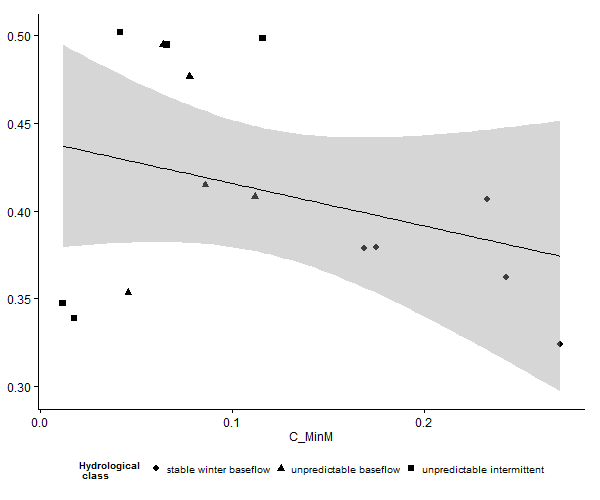 0.50
0.45
0.40
0.35
0.30
0.0 0.1 0.2
C_MinM
Hydrological
class
stable winter baseflow unpredictable baseflow unpredictable intermittent